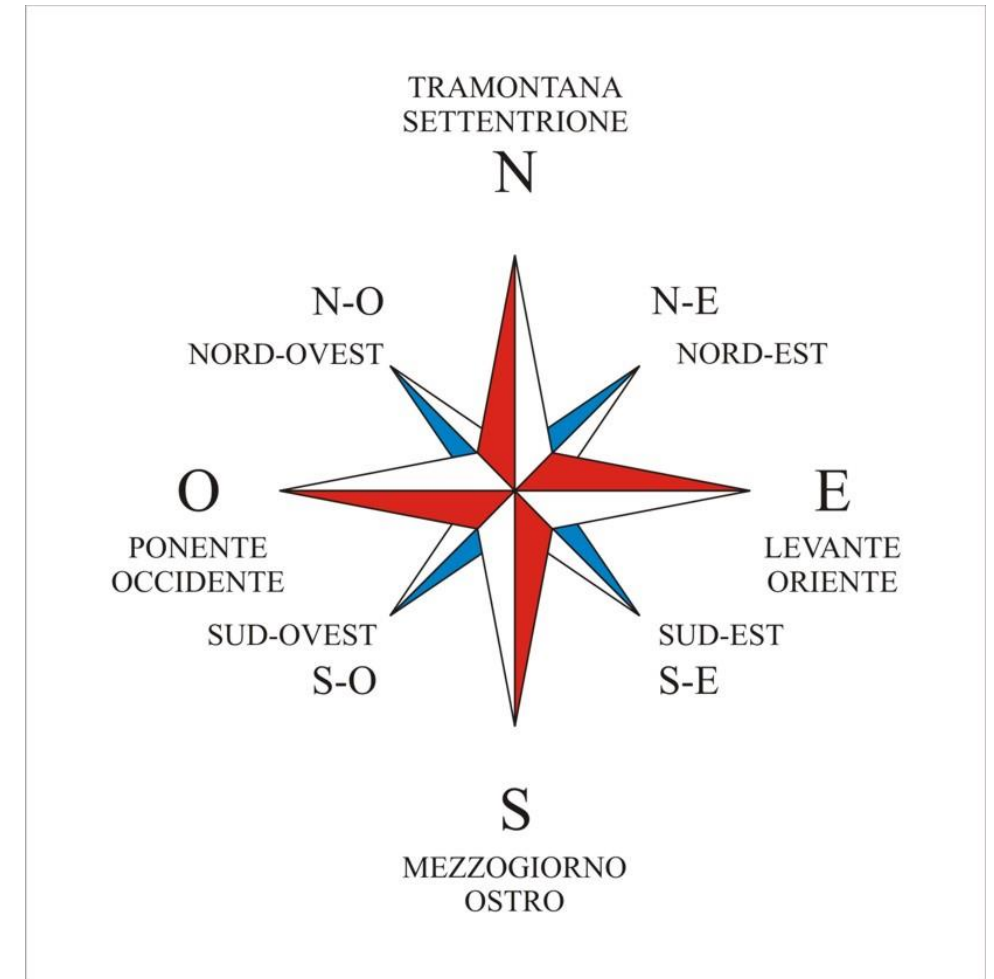 TRAMONTANA
SETTENTRIONE
N
N-O
N-E
NORD-OVEST
NORD-EST
O
E
PONENTE
OCCIDENTE
LEVANTE
ORIENTE
SUD-OVEST
SUD-EST
S-O
S-E
S
MEZZOGIORNO
OSTRO